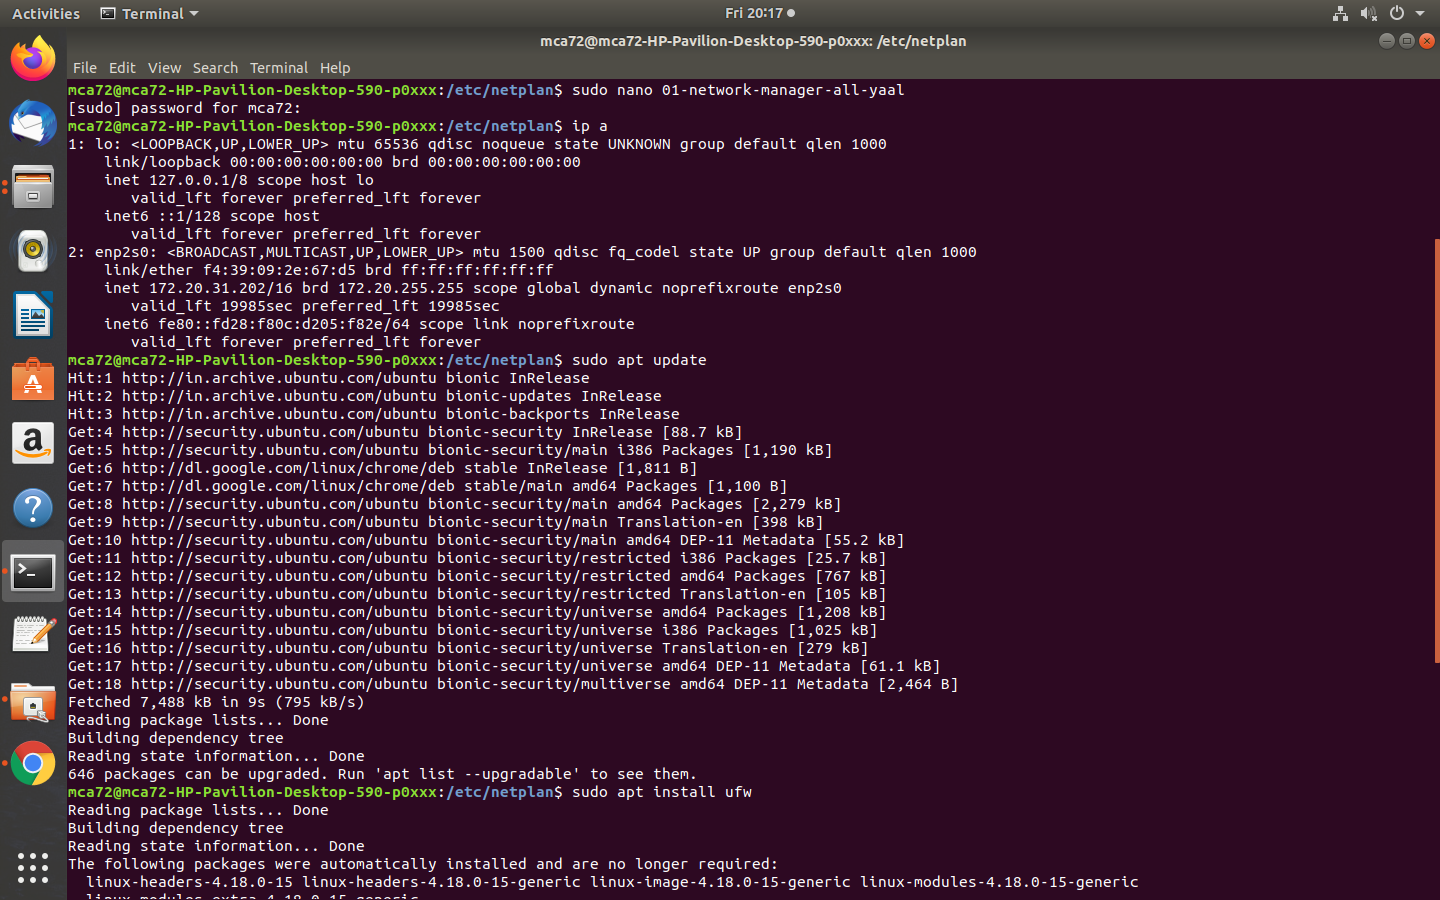 Activities Terminal Fri 20:17
mca72@mca72-HP-Pavilion-Desktop-590-p0xxx: /etc/netplan
File Edit View Search Terminal Help
mca72@mca72-HP-Pavilion-Desktop-590-p0xxx:/etc/netplan$ sudo nano 01-network-manager-all-yaal
[sudo] password for mca72:
mca72@mca72-HP-Pavilion-Desktop-590-p0xxx:/etc/netplan$ ip a
1: lo: <LOOPBACK,UP,LOWER_UP> mtu 65536 qdisc noqueue state UNKNOWN group default qlen 1000
    link/loopback 00:00:00:00:00:00 brd 00:00:00:00:00:00
    inet 127.0.0.1/8 scope host lo
       valid_lft forever preferred_lft forever
    inet6 ::1/128 scope host
       valid_lft forever preferred_lft forever
2: enp2s0: <BROADCAST,MULTICAST,UP,LOWER_UP> mtu 1500 qdisc fq_codel state UP group default qlen 1000
    link/ether f4:39:09:2e:67:d5 brd ff:ff:ff:ff:ff:ff
    inet 172.20.31.202/16 brd 172.20.255.255 scope global dynamic noprefixroute enp2s0
       valid_lft 19985sec preferred_lft 19985sec
    inet6 fe80::fd28:f80c:d205:f82e/64 scope link noprefixroute
       valid_lft forever preferred_lft forever
mca72@mca72-HP-Pavilion-Desktop-590-p0xxx:/etc/netplan$ sudo apt update
Hit:1 http://in.archive.ubuntu.com/ubuntu bionic InRelease
Hit:2 http://in.archive.ubuntu.com/ubuntu bionic-updates InRelease
Hit:3 http://in.archive.ubuntu.com/ubuntu bionic-backports InRelease
Get:4 http://security.ubuntu.com/ubuntu bionic-security InRelease [88.7 kB]
Get:5 http://security.ubuntu.com/ubuntu bionic-security/main i386 Packages [1,190 kB]
Get:6 http://dl.google.com/linux/chrome/deb stable InRelease [1,811 B]
Get:7 http://dl.google.com/linux/chrome/deb stable/main amd64 Packages [1,100 B]
Get:8 http://security.ubuntu.com/ubuntu bionic-security/main amd64 Packages [2,279 kB]
Get:9 http://security.ubuntu.com/ubuntu bionic-security/main Translation-en [398 kB]
Get:10 http://security.ubuntu.com/ubuntu bionic-security/main amd64 DEP-11 Metadata [55.2 kB]
Get:11 http://security.ubuntu.com/ubuntu bionic-security/restricted i386 Packages [25.7 kB]
Get:12 http://security.ubuntu.com/ubuntu bionic-security/restricted amd64 Packages [767 kB]
Get:13 http://security.ubuntu.com/ubuntu bionic-security/restricted Translation-en [105 kB]
Get:14 http://security.ubuntu.com/ubuntu bionic-security/universe amd64 Packages [1,208 kB]
Get:15 http://security.ubuntu.com/ubuntu bionic-security/universe i386 Packages [1,025 kB]
Get:16 http://security.ubuntu.com/ubuntu bionic-security/universe Translation-en [279 kB]
Get:17 http://security.ubuntu.com/ubuntu bionic-security/universe amd64 DEP-11 Metadata [61.1 kB]
Get:18 http://security.ubuntu.com/ubuntu bionic-security/multiverse amd64 DEP-11 Metadata [2,464 B]
Fetched 7,488 kB in 9s (795 kB/s)
Reading package lists... Done
Building dependency tree
Reading state information... Done
646 packages can be upgraded. Run 'apt list --upgradable' to see them.
mca72@mca72-HP-Pavilion-Desktop-590-p0xxx:/etc/netplan$ sudo apt install ufw
Reading package lists... Done
Building dependency tree
Reading state information... Done
The following packages were automatically installed and are no longer required:
  linux-headers-4.18.0-15 linux-headers-4.18.0-15-generic linux-image-4.18.0-15-generic linux-modules-4.18.0-15-generic
  linux-modules-extra-4.18.0-15-generic